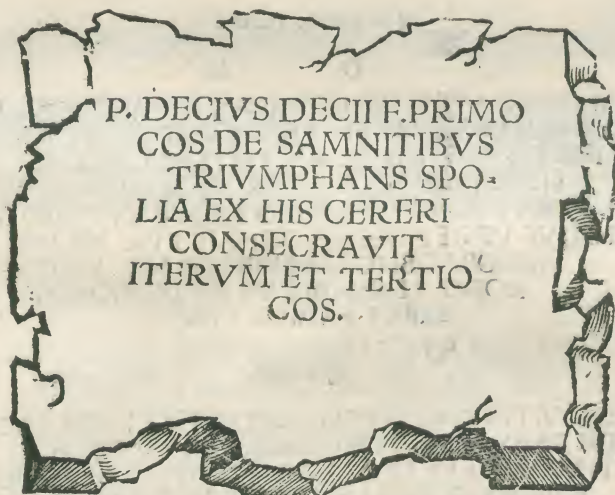 P. DECIVS DECII F. PRIMO
COS DE SAMNITIBVS
TRIVMPHANS SPO-
LIA EX HIS CERERI
CONSECRAVIT
ITERVM ET TERTIO
COS.